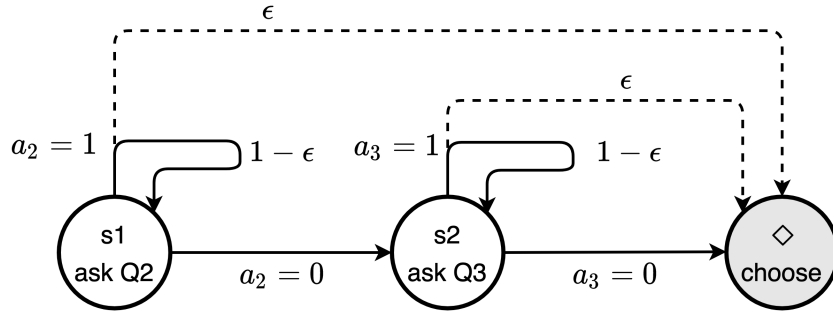 ϵ
ϵ
a₂ = 1
1 − ϵ
a₃ = 1
1 − ϵ
s1
ask Q2
s2
ask Q3
◇
choose
a₂ = 0
a₃ = 0